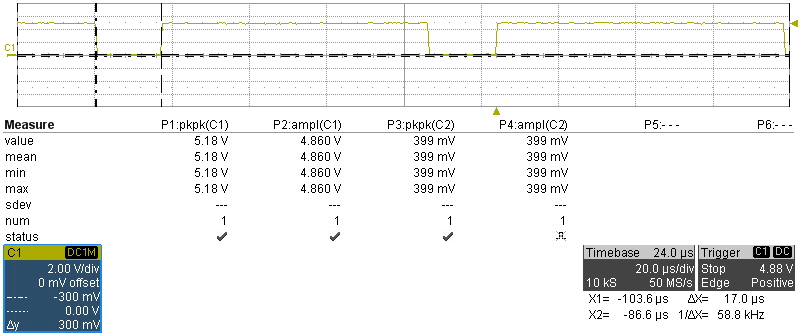 C1
Measure P1:pkpk(C1) P2:ampl(C1) P3:pkpk(C2) P4:ampl(C2) P5:- - - P6:- - -
value 5.18 V 4.860 V 399 mV 399 mV
mean 5.18 V 4.860 V 399 mV 399 mV
min 5.18 V 4.860 V 399 mV 399 mV
max 5.18 V 4.860 V 399 mV 399 mV
sdev --- --- --- ---
num 1 1 1 1
status
C1 DC1M
2.00 V/div
0 mV offset
-300 mV
0.00 V
Δy 300 mV
Timebase 24.0 µs
20.0 µs/div
10 kS 50 MS/s
Trigger C1 DC
Stop 4.88 V
Edge Positive
X1= -103.6 µs ΔX= 17.0 µs
X2= -86.6 µs 1/ΔX= 58.8 kHz